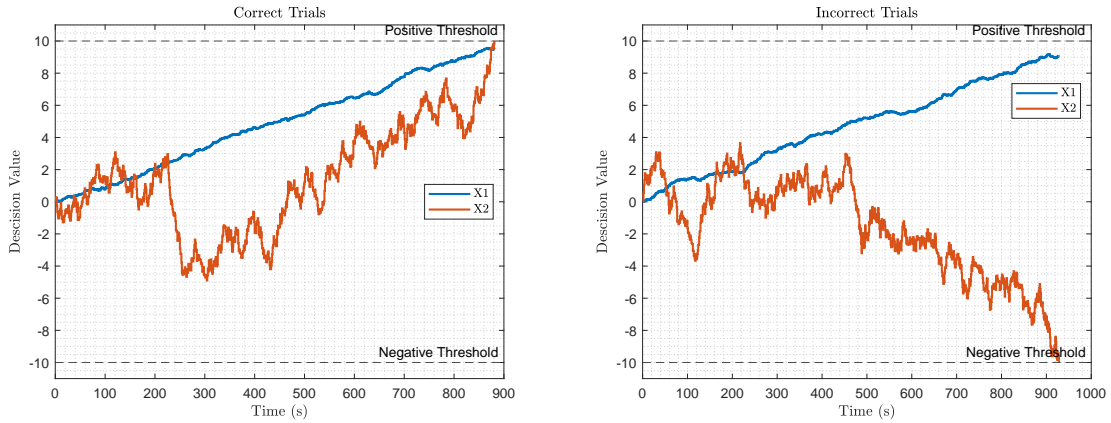 Correct Trials
Positive Threshold
10
8
6
4
2
0
-2
-4
-6
-8
-10
Descision Value
X1
X2
Negative Threshold
0 100 200 300 400 500 600 700 800 900
Time (s)
Incorrect Trials
Positive Threshold
10
8
6
4
2
0
-2
-4
-6
-8
-10
Descision Value
X1
X2
Negative Threshold
0 100 200 300 400 500 600 700 800 900 1000
Time (s)